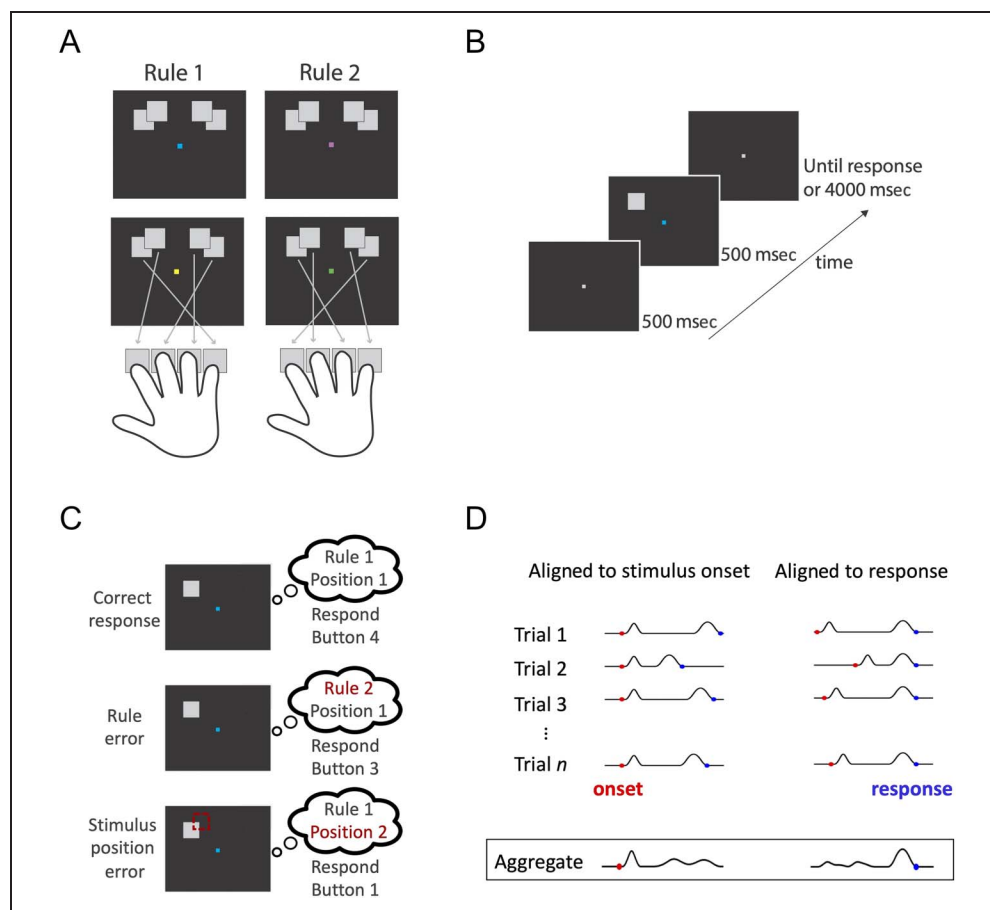 A
Rule 1
Rule 2
B
Until response
or 4000 msec
500 msec
time
500 msec
C
Correct
response
Rule 1
Position 1
Respond
Button 4
Rule
error
Rule 2
Position 1
Respond
Button 3
Stimulus
position
error
Rule 1
Position 2
Respond
Button 1
D
Aligned to stimulus onset
Aligned to response
Trial 1
Trial 2
Trial 3
⋮
Trial n
onset
response
Aggregate